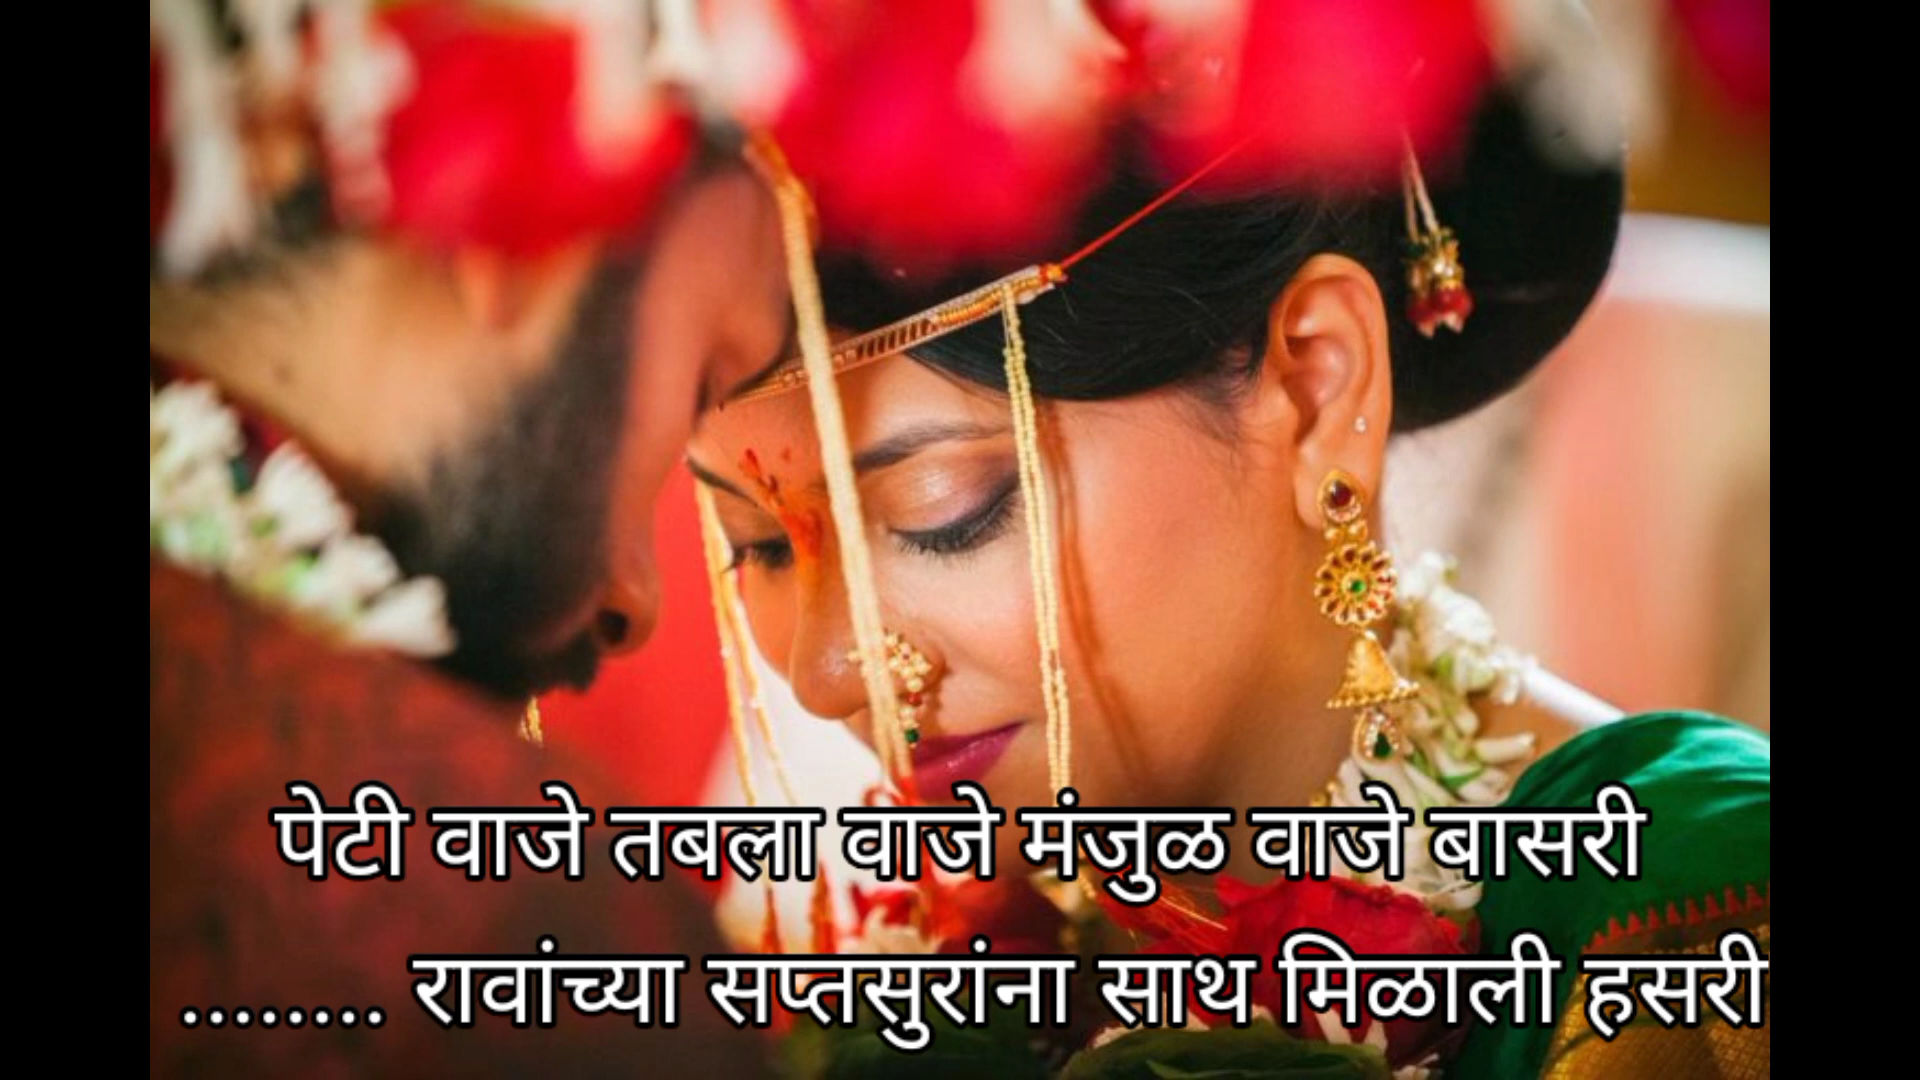 पेटी वाजे तबला वाजे मंजुळ वाजे बासरी
........ रावांच्या सप्तसुरांना साथ मिळाली हसरी